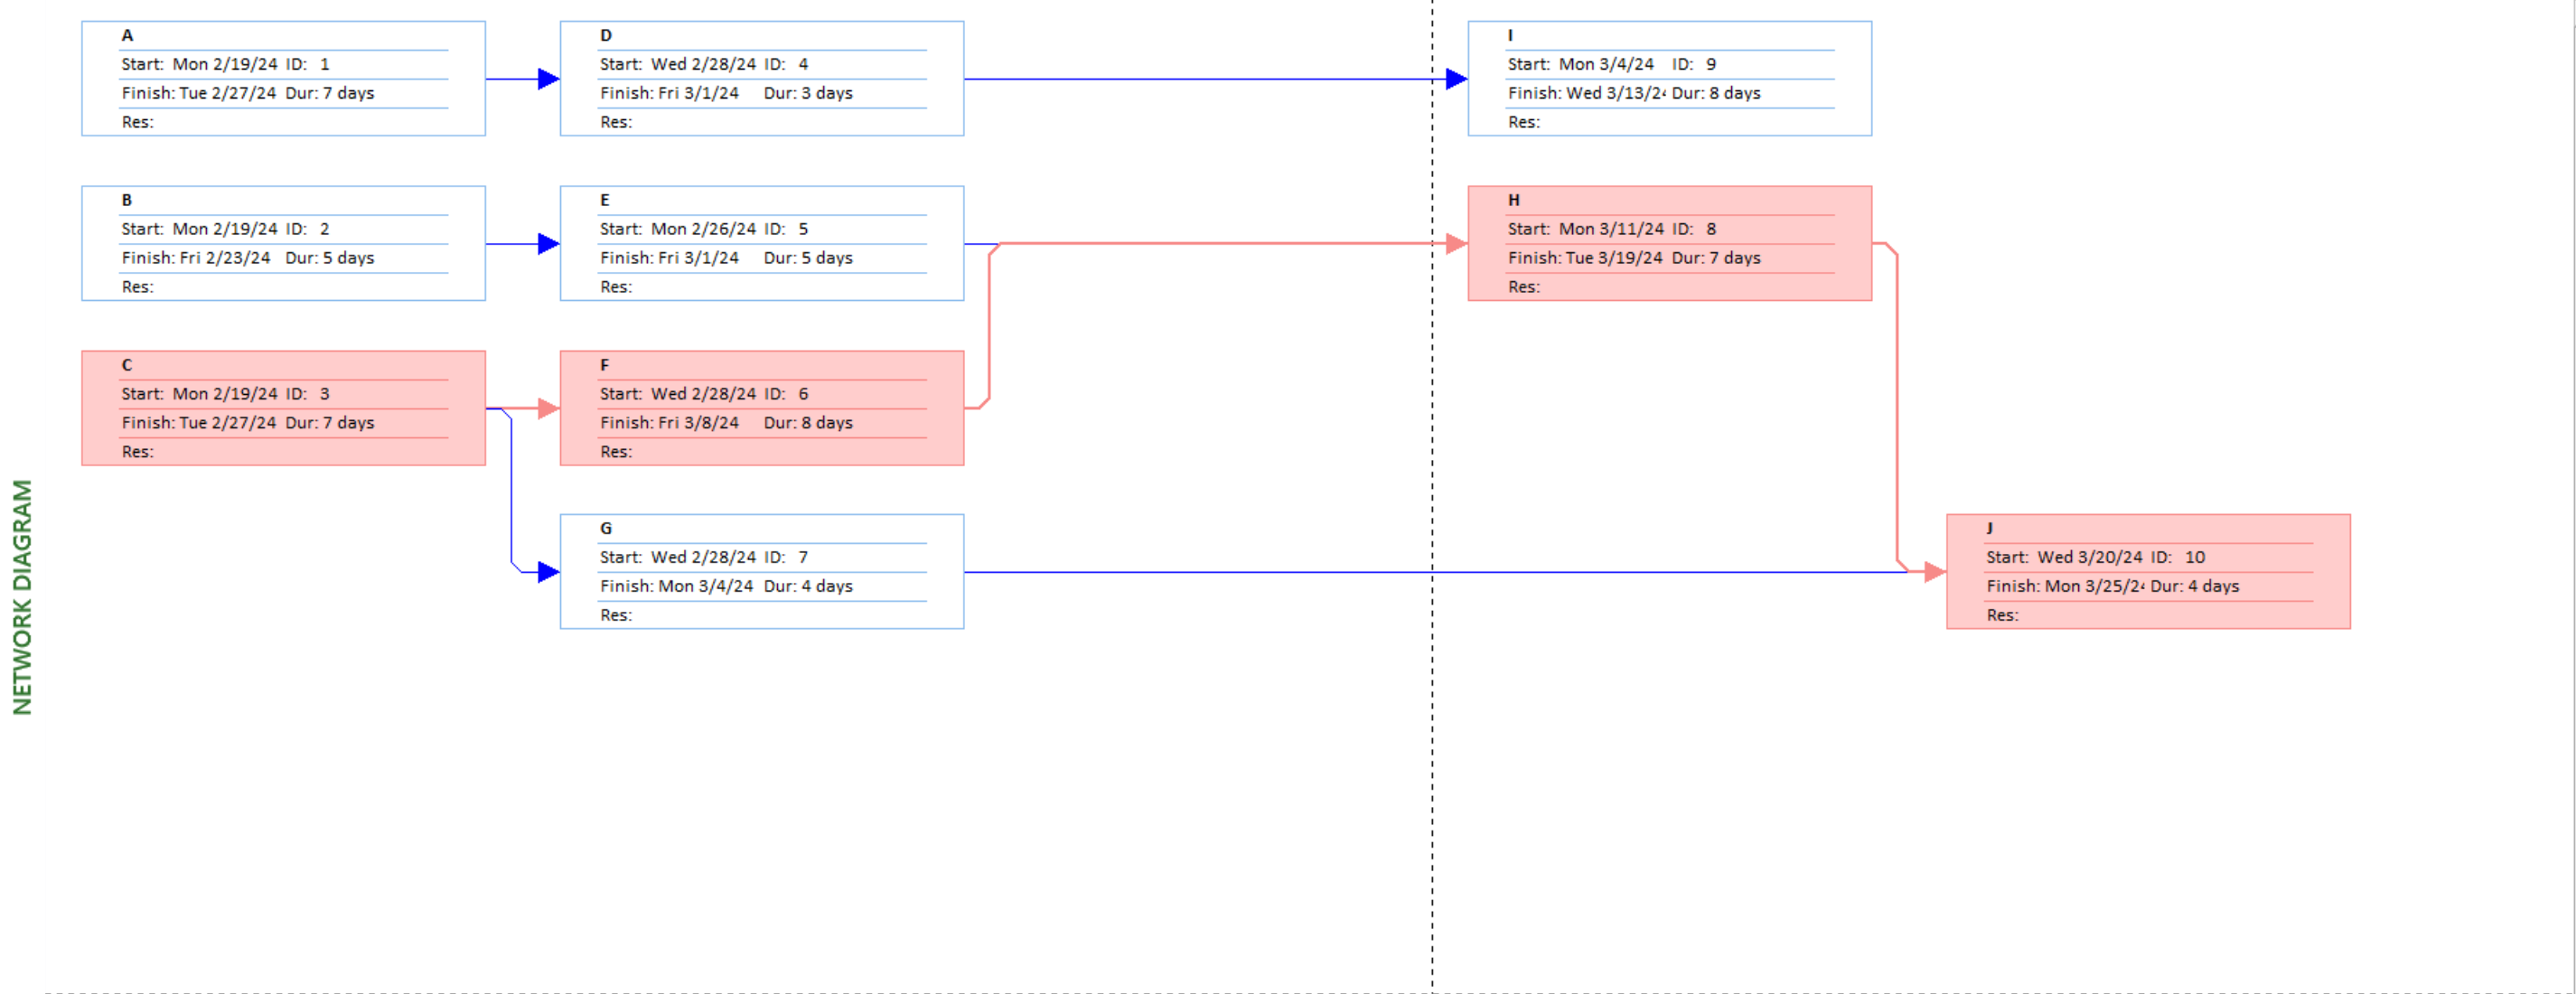 A
Start: Mon 2/19/24 ID: 1
Finish: Tue 2/27/24 Dur: 7 days
Res:
D
Start: Wed 2/28/24 ID: 4
Finish: Fri 3/1/24 Dur: 3 days
Res:
I
Start: Mon 3/4/24 ID: 9
Finish: Wed 3/13/2 Dur: 8 days
Res:
B
Start: Mon 2/19/24 ID: 2
Finish: Fri 2/23/24 Dur: 5 days
Res:
E
Start: Mon 2/26/24 ID: 5
Finish: Fri 3/1/24 Dur: 5 days
Res:
H
Start: Mon 3/11/24 ID: 8
Finish: Tue 3/19/24 Dur: 7 days
Res:
C
Start: Mon 2/19/24 ID: 3
Finish: Tue 2/27/24 Dur: 7 days
Res:
F
Start: Wed 2/28/24 ID: 6
Finish: Fri 3/8/24 Dur: 8 days
Res:
G
Start: Wed 2/28/24 ID: 7
Finish: Mon 3/4/24 Dur: 4 days
Res:
J
Start: Wed 3/20/24 ID: 10
Finish: Mon 3/25/2 Dur: 4 days
Res:
NETWORK DIAGRAM